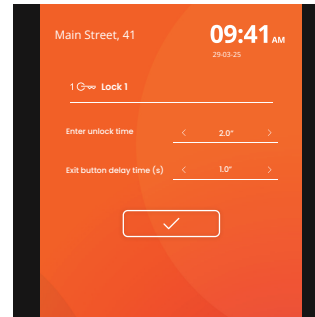 Main Street, 41
09:41 AM
29-03-25
1 Lock 1
Enter unlock time < 2.0" >
Exit button delay time (s) < 1.0" >